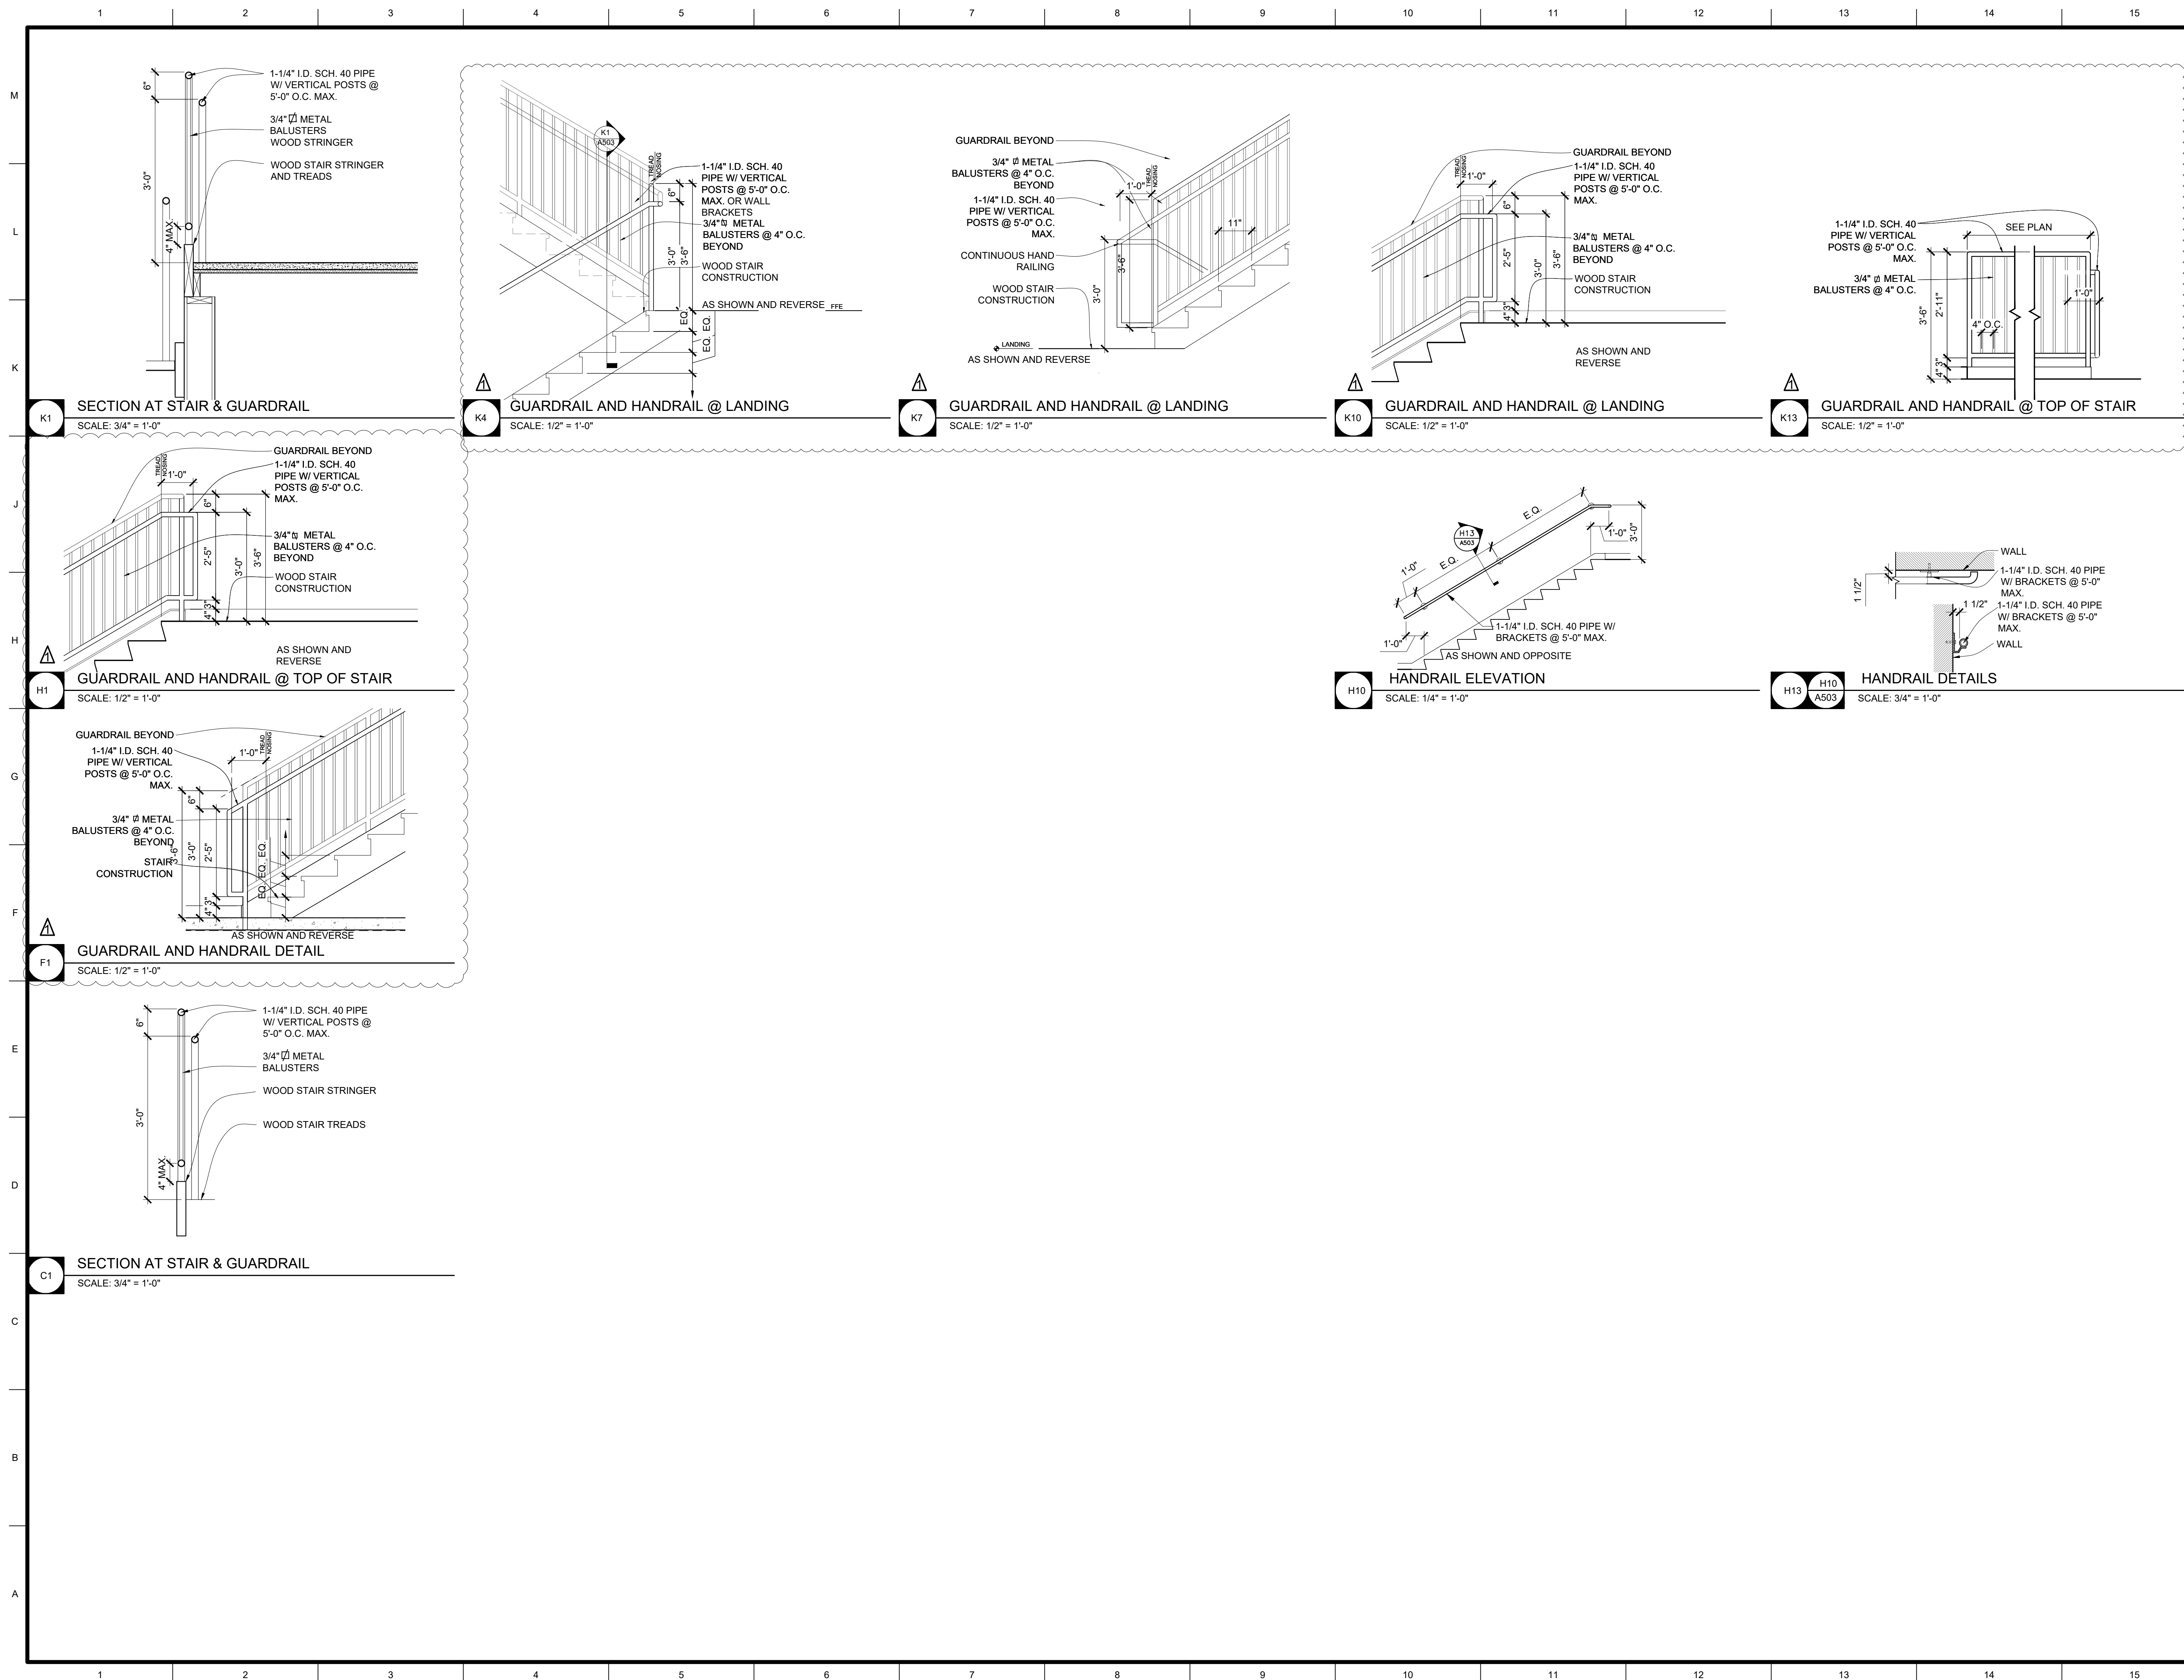 1 2 3 4 5 6 7 8 9 10 11 12 13 14 15
M
L
K
J
H
G
F
E
D
C
B
A
6"
3'-0"
4" MAX.
1-1/4" I.D. SCH. 40 PIPE
W/ VERTICAL POSTS @
5'-0" O.C. MAX.
3/4" METAL
BALUSTERS
WOOD STRINGER
WOOD STAIR STRINGER
AND TREADS
K1
SECTION AT STAIR & GUARDRAIL
SCALE: 3/4" = 1'-0"
K1
A503
TREAD
NOSING
6"
3'-0"
3'-6"
1-1/4" I.D. SCH. 40
PIPE W/ VERTICAL
POSTS @ 5'-0" O.C.
MAX. OR WALL
BRACKETS
3/4" METAL
BALUSTERS @ 4" O.C.
BEYOND
WOOD STAIR
CONSTRUCTION
AS SHOWN AND REVERSE FFE
EQ.
EQ.
EQ.
1
K4
GUARDRAIL AND HANDRAIL @ LANDING
SCALE: 1/2" = 1'-0"
GUARDRAIL BEYOND
3/4" METAL
BALUSTERS @ 4" O.C.
BEYOND
1-1/4" I.D. SCH. 40
PIPE W/ VERTICAL
POSTS @ 5'-0" O.C.
MAX.
CONTINUOUS HAND
RAILING
WOOD STAIR
CONSTRUCTION
1'-0"
TREAD
NOSING
11"
3'-6"
3'-0"
LANDING
AS SHOWN AND REVERSE
1
K7
GUARDRAIL AND HANDRAIL @ LANDING
SCALE: 1/2" = 1'-0"
TREAD
NOSING
1'-0"
GUARDRAIL BEYOND
1-1/4" I.D. SCH. 40
PIPE W/ VERTICAL
POSTS @ 5'-0" O.C.
MAX.
6"
2'-5"
3'-0"
3'-6"
4" 3"
3/4" METAL
BALUSTERS @ 4" O.C.
BEYOND
WOOD STAIR
CONSTRUCTION
AS SHOWN AND
REVERSE
1
K10
GUARDRAIL AND HANDRAIL @ LANDING
SCALE: 1/2" = 1'-0"
1-1/4" I.D. SCH. 40
PIPE W/ VERTICAL
POSTS @ 5'-0" O.C.
MAX.
3/4" METAL
BALUSTERS @ 4" O.C.
SEE PLAN
1'-0"
3'-6"
2'-11"
4" O.C.
4" 3"
1
K13
GUARDRAIL AND HANDRAIL @ TOP OF STAIR
SCALE: 1/2" = 1'-0"
TREAD
NOSING
1'-0"
GUARDRAIL BEYOND
1-1/4" I.D. SCH. 40
PIPE W/ VERTICAL
POSTS @ 5'-0" O.C.
MAX.
6"
2'-5"
3'-0"
3'-6"
4" 3"
3/4" METAL
BALUSTERS @ 4" O.C.
BEYOND
WOOD STAIR
CONSTRUCTION
AS SHOWN AND
REVERSE
1
H1
GUARDRAIL AND HANDRAIL @ TOP OF STAIR
SCALE: 1/2" = 1'-0"
E.Q.
E.Q.
1'-0"
H13
A503
1'-0"
3'-0"
1'-0"
1-1/4" I.D. SCH. 40 PIPE W/
BRACKETS @ 5'-0" MAX.
AS SHOWN AND OPPOSITE
H10
HANDRAIL ELEVATION
SCALE: 1/4" = 1'-0"
WALL
1-1/4" I.D. SCH. 40 PIPE
W/ BRACKETS @ 5'-0"
MAX.
1 1/2"
1 1/2"
1-1/4" I.D. SCH. 40 PIPE
W/ BRACKETS @ 5'-0"
MAX.
WALL
H13
H10
A503
HANDRAIL DETAILS
SCALE: 3/4" = 1'-0"
GUARDRAIL BEYOND
1-1/4" I.D. SCH. 40
PIPE W/ VERTICAL
POSTS @ 5'-0" O.C.
MAX.
1'-0"
TREAD
NOSING
6"
3/4" METAL
BALUSTERS @ 4" O.C.
BEYOND
3'-6"
3'-0"
2'-5"
EQ. EQ. EQ.
STAIR
CONSTRUCTION
4" 3"
AS SHOWN AND REVERSE
1
F1
GUARDRAIL AND HANDRAIL DETAIL
SCALE: 1/2" = 1'-0"
6"
3'-0"
4" MAX.
1-1/4" I.D. SCH. 40 PIPE
W/ VERTICAL POSTS @
5'-0" O.C. MAX.
3/4" METAL
BALUSTERS
WOOD STAIR STRINGER
WOOD STAIR TREADS
C1
SECTION AT STAIR & GUARDRAIL
SCALE: 3/4" = 1'-0"
1 2 3 4 5 6 7 8 9 10 11 12 13 14 15